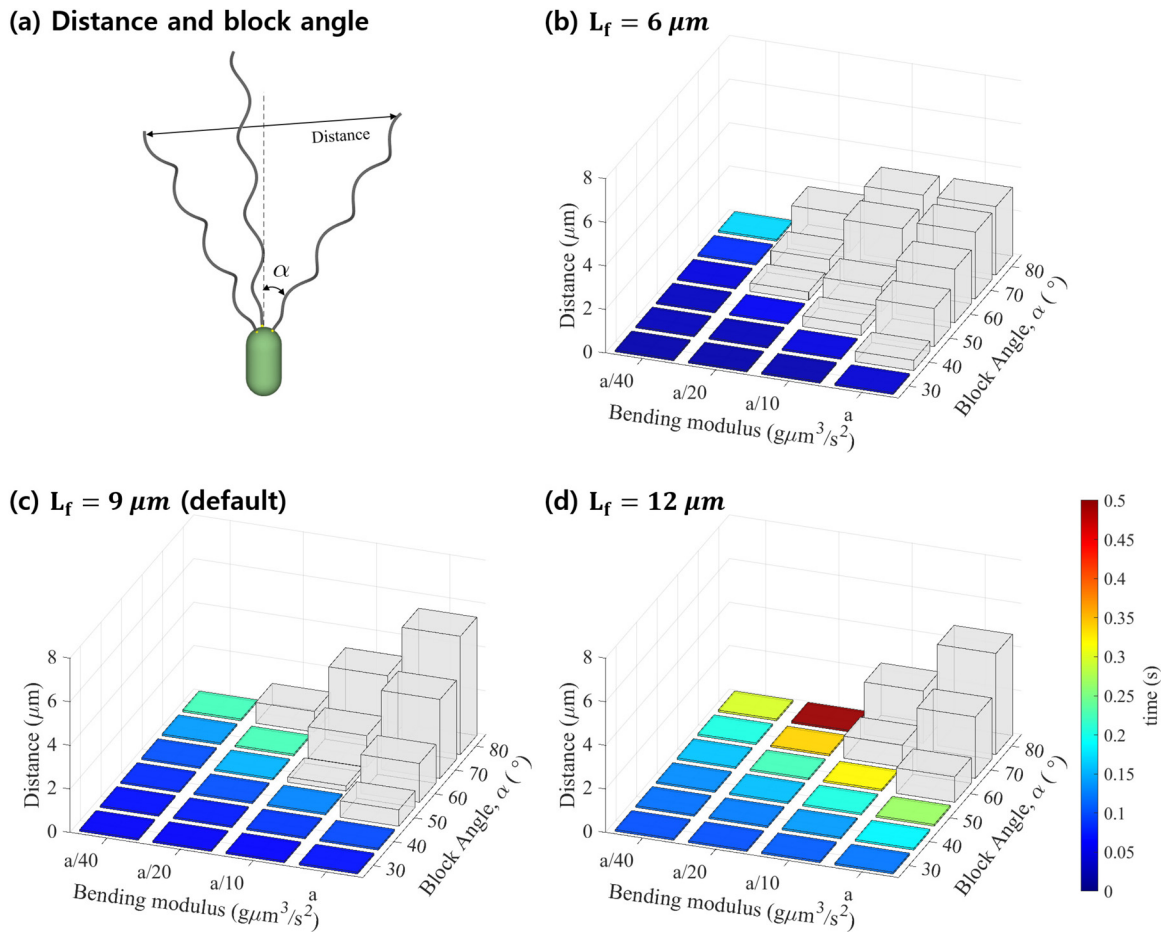 (a) Distance and block angle
Distance
α
(b) L_f = 6 μm
Distance (μm)
8
6
4
2
0
a/40
a/20
a/10
a
Bending modulus (gμm³/s²)
30
40
50
60
70
80
Block Angle, α (°)
(c) L_f = 9 μm (default)
Distance (μm)
8
6
4
2
0
a/40
a/20
a/10
a
Bending modulus (gμm³/s²)
30
40
50
60
70
80
Block Angle, α (°)
(d) L_f = 12 μm
Distance (μm)
8
6
4
2
0
a/40
a/20
a/10
a
Bending modulus (gμm³/s²)
30
40
50
60
70
80
Block Angle, α (°)
0.5
0.45
0.4
0.35
0.3
0.25
0.2
0.15
0.1
0.05
0
time (s)